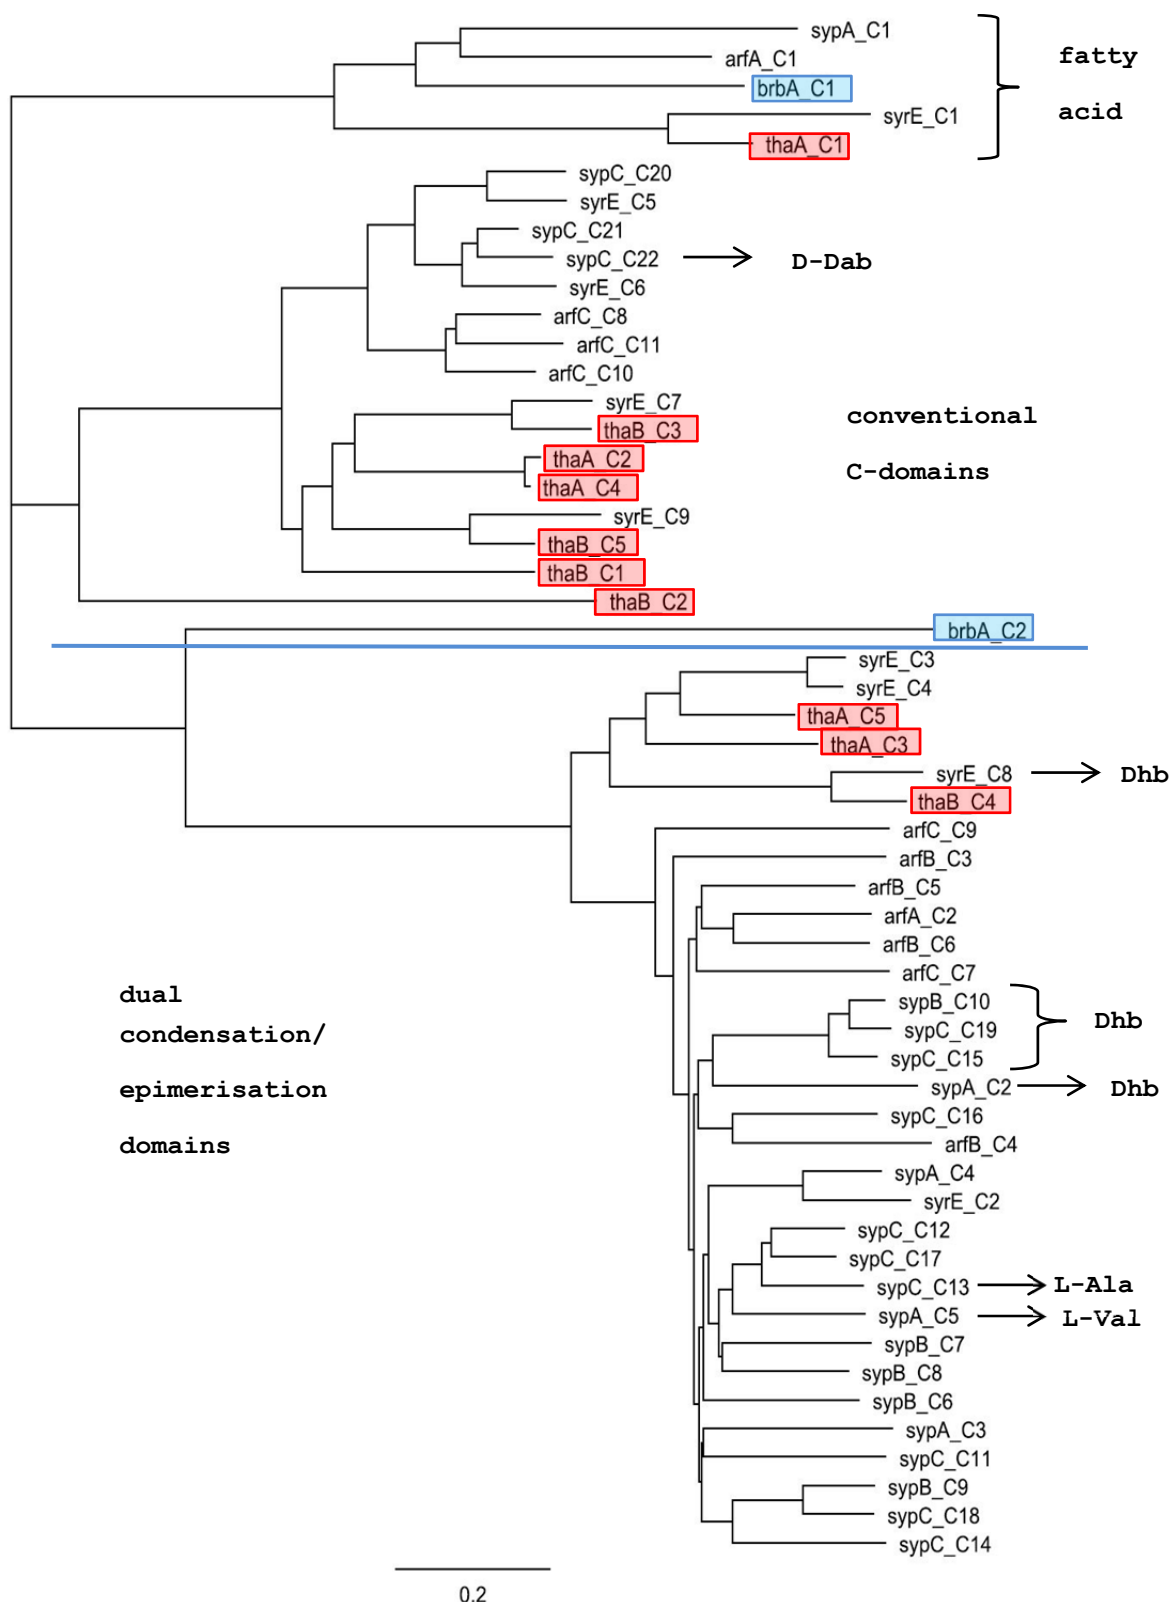 sypA_C1
arfA_C1
fatty
brbA_C1
acid
syrE_C1
thaA_C1
sypC_C20
syrE_C5
sypC_C21
sypC_C22
D-Dab
syrE_C6
arfC_C8
arfC_C11
arfC_C10
syrE_C7
conventional
thaB_C3
thaA_C2
C-domains
thaA_C4
syrE_C9
thaB_C5
thaB_C1
thaB_C2
brbA_C2
syrE_C3
syrE_C4
thaA_C5
thaA_C3
syrE_C8
Dhb
thaB_C4
arfC_C9
arfB_C3
arfB_C5
arfA_C2
arfB_C6
arfC_C7
dual
sypB_C10
Dhb
condensation/
sypC_C19
sypC_C15
sypA_C2
Dhb
epimerisation
sypC_C16
arfB_C4
domains
sypA_C4
syrE_C2
sypC_C12
sypC_C17
sypC_C13
L-Ala
sypA_C5
L-Val
sypB_C7
sypB_C8
sypB_C6
sypA_C3
sypC_C11
sypB_C9
sypC_C18
sypC_C14
0.2